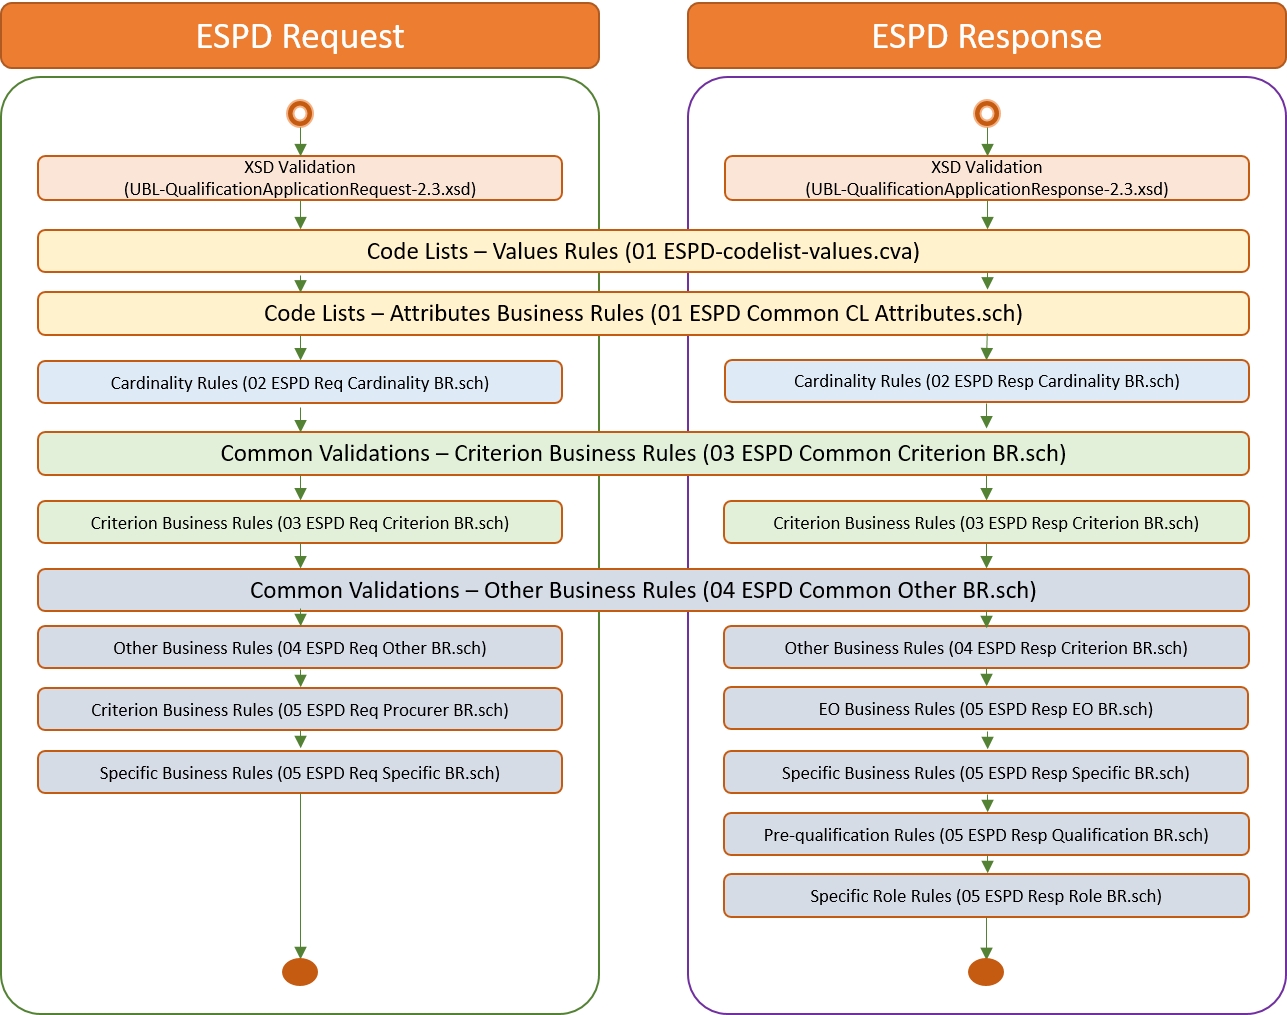 ESPD Request
ESPD Response
XSD Validation
(UBL-QualificationApplicationRequest-2.3.xsd)
XSD Validation
(UBL-QualificationApplicationResponse-2.3.xsd)
Code Lists – Values Rules (01 ESPD-codelist-values.cva)
Code Lists – Attributes Business Rules (01 ESPD Common CL Attributes.sch)
Cardinality Rules (02 ESPD Req Cardinality BR.sch)
Cardinality Rules (02 ESPD Resp Cardinality BR.sch)
Common Validations – Criterion Business Rules (03 ESPD Common Criterion BR.sch)
Criterion Business Rules (03 ESPD Req Criterion BR.sch)
Criterion Business Rules (03 ESPD Resp Criterion BR.sch)
Common Validations – Other Business Rules (04 ESPD Common Other BR.sch)
Other Business Rules (04 ESPD Req Other BR.sch)
Other Business Rules (04 ESPD Resp Criterion BR.sch)
Criterion Business Rules (05 ESPD Req Procurer BR.sch)
EO Business Rules (05 ESPD Resp EO BR.sch)
Specific Business Rules (05 ESPD Req Specific BR.sch)
Specific Business Rules (05 ESPD Resp Specific BR.sch)
Pre-qualification Rules (05 ESPD Resp Qualification BR.sch)
Specific Role Rules (05 ESPD Resp Role BR.sch)